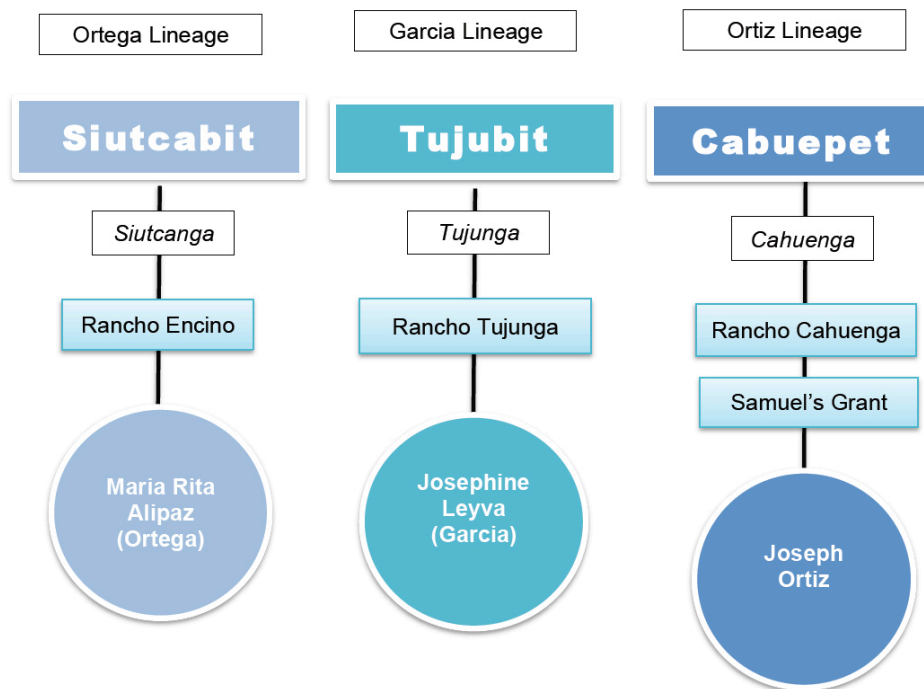 Ortega Lineage
Garcia Lineage
Ortiz Lineage
Siutcabit
Tujubit
Cabuepet
Siutcanga
Tujunga
Cahuenga
Rancho Encino
Rancho Tujunga
Rancho Cahuenga
Samuel's Grant
Maria Rita
Alipaz
(Ortega)
Josephine
Leyva
(Garcia)
Joseph
Ortiz